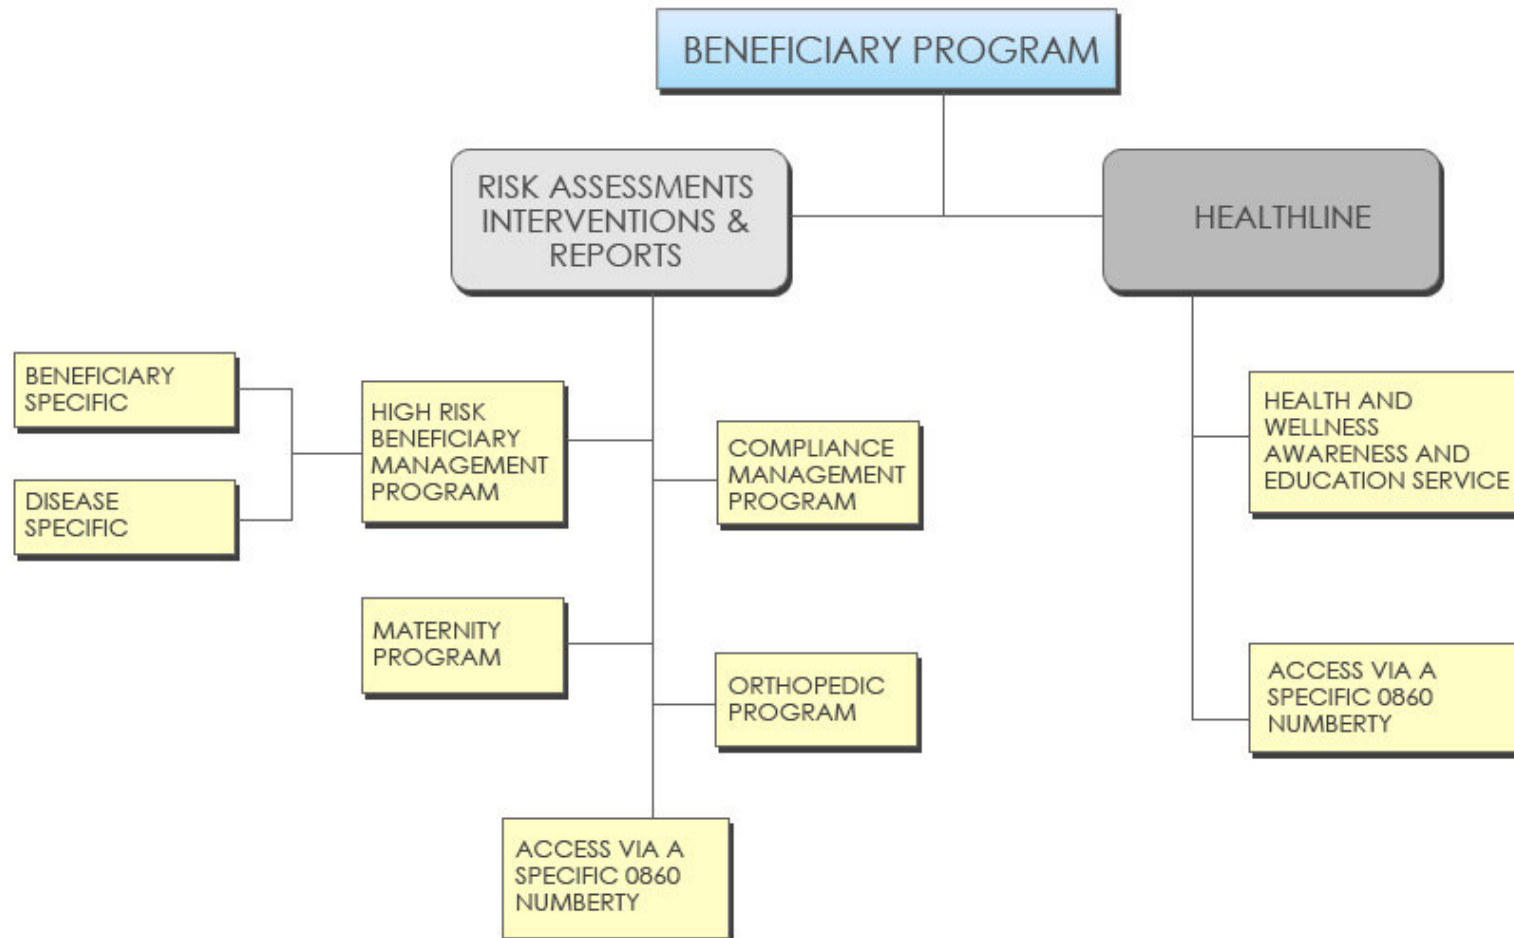 BENEFICIARY PROGRAM
RISK ASSESSMENTS
INTERVENTIONS &
REPORTS
HEALTHLINE
BENEFICIARY
SPECIFIC
DISEASE
SPECIFIC
HIGH RISK
BENEFICIARY
MANAGEMENT
PROGRAM
COMPLIANCE
MANAGEMENT
PROGRAM
HEALTH AND
WELLNESS
AWARENESS AND
EDUCATION SERVICE
MATERNITY
PROGRAM
ORTHOPEDIC
PROGRAM
ACCESS VIA A
SPECIFIC 0860
NUMBERTY
ACCESS VIA A
SPECIFIC 0860
NUMBERTY